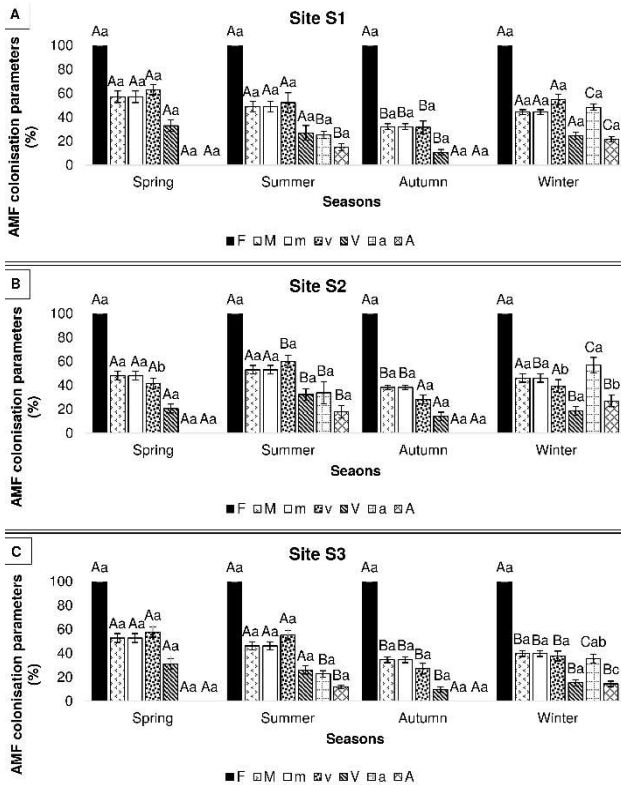 A
Site S1
AMF colonisation parameters
(%)
100
80
60
40
20
0
Aa Aa Aa Aa Aa Aa Aa
Aa Aa Aa Aa Aa Ba Ba
Aa Ba Ba Ba Ba Aa Aa
Aa Aa Aa Aa Aa Ca Ca
Spring Summer Autumn Winter
Seasons
F M m v V a A
B
Site S2
AMF colonisation parameters
(%)
100
80
60
40
20
0
Aa Aa Aa Ab Aa Aa Aa
Aa Aa Aa Ba Ba Ba Ba
Aa Ba Ba Aa Aa Aa Aa
Aa Aa Ba Ab Ba Ca Bb
Spring Summer Autumn Winter
Seaons
F M m v V a A
C
Site S3
AMF colonisation parameters
(%)
100
80
60
40
20
0
Aa Aa Aa Aa Aa Aa Aa
Aa Aa Aa Aa Aa Ba Ba
Aa Ba Ba Ba Ba Aa Aa
Aa Ba Ba Ba Ba Cab Bc
Spring Summer Autumn Winter
Seasons
F M m v V a A